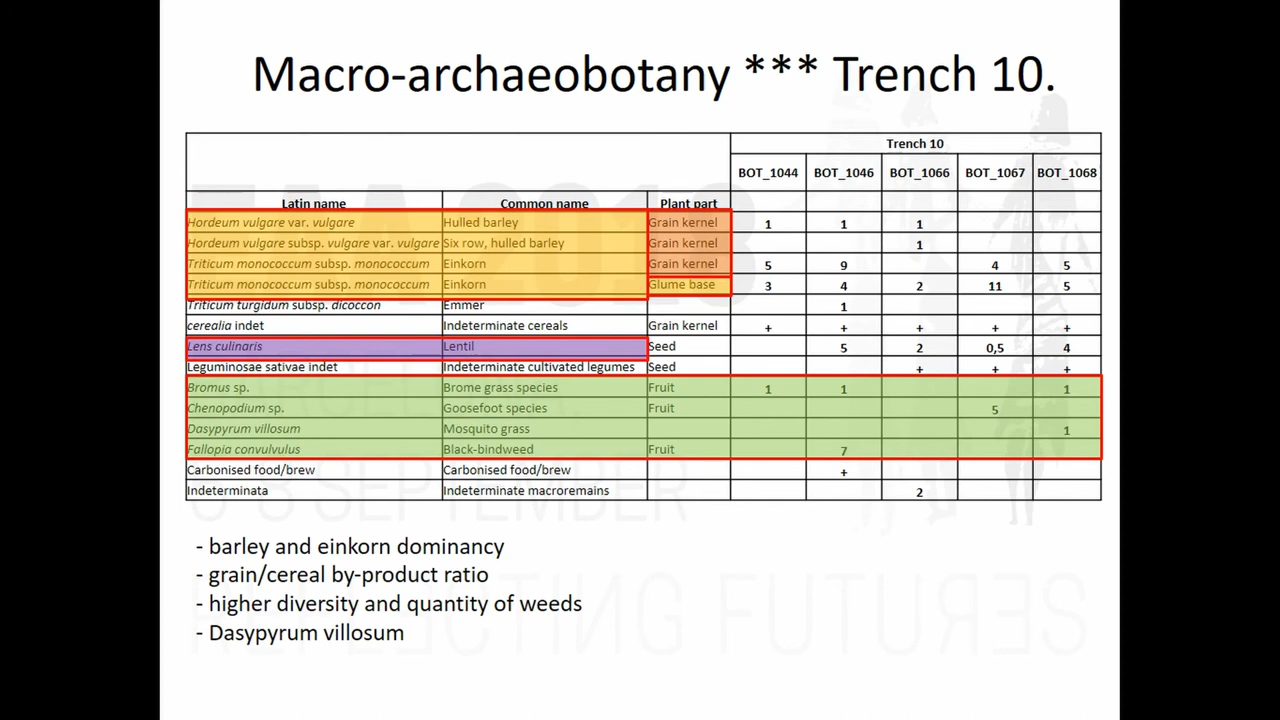 Macro-archaeobotany *** Trench 10.
Trench 10
BOT_1044 BOT_1046 BOT_1066 BOT_1067 BOT_1068
Latin name Common name Plant part
Hordeum vulgare var. vulgare Hulled barley Grain kernel 1 1 1
Hordeum vulgare subsp. vulgare var. vulgare Six row, hulled barley Grain kernel 1
Triticum monococcum subsp. monococcum Einkorn Grain kernel 5 9 4 5
Triticum monococcum subsp. monococcum Einkorn Glume base 3 4 2 11 5
Triticum turgidum subsp. dicoccon Emmer 1
cerealia indet Indeterminate cereals Grain kernel + + + + +
Lens culinaris Lentil Seed 5 2 0,5 4
Leguminosae sativae indet Indeterminate cultivated legumes Seed + + +
Bromus sp. Brome grass species Fruit 1 1 1
Chenopodium sp. Goosefoot species Fruit 5
Dasypyrum villosum Mosquito grass 1
Fallopia convulvulus Black-bindweed Fruit 7
Carbonised food/brew Carbonised food/brew +
Indeterminata Indeterminate macroremains 2
- barley and einkorn dominancy
- grain/cereal by-product ratio
- higher diversity and quantity of weeds
- Dasypyrum villosum